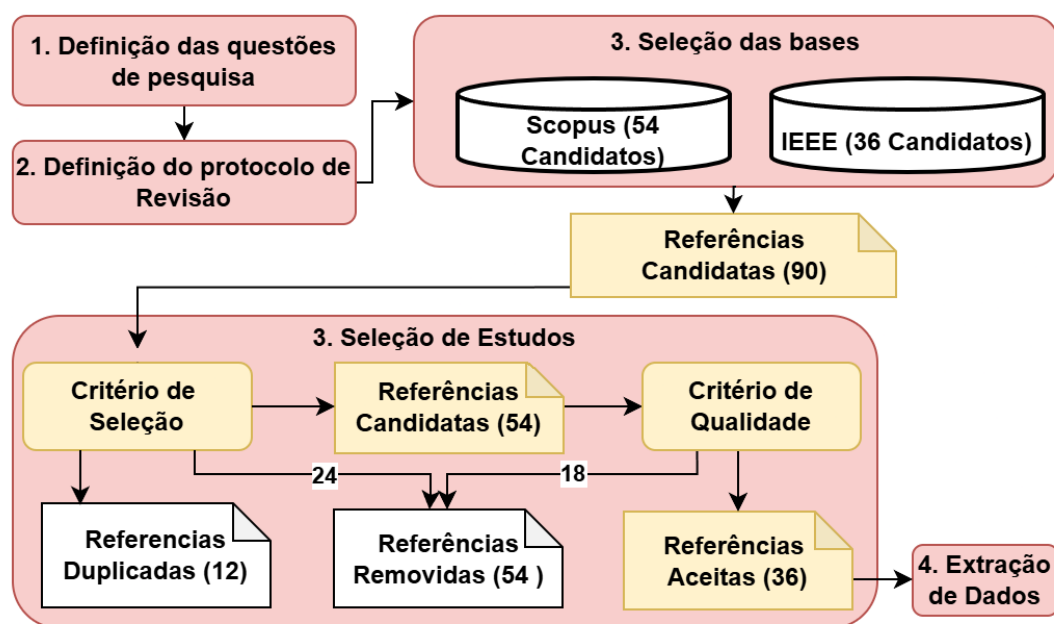 1. Definição das questões
de pesquisa
2. Definição do protocolo de
Revisão
3. Seleção das bases
Scopus (54
Candidatos)
IEEE (36 Candidatos)
Referências
Candidatas (90)
3. Seleção de Estudos
Critério de
Seleção
Referências
Candidatas (54)
Critério de
Qualidade
24
18
Referencias
Duplicadas (12)
Referências
Removidas (54 )
Referências
Aceitas (36)
4. Extração
de Dados